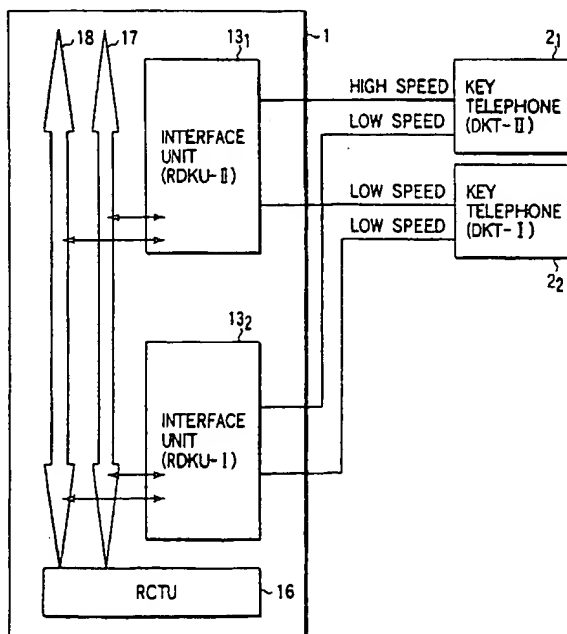 18
17
13₁
1
INTERFACE
UNIT
(RDKU-II)
HIGH SPEED
LOW SPEED
LOW SPEED
LOW SPEED
2₁
KEY
TELEPHONE
(DKT-II)
KEY
TELEPHONE
(DKT-I)
2₂
13₂
INTERFACE
UNIT
(RDKU-I)
RCTU
16